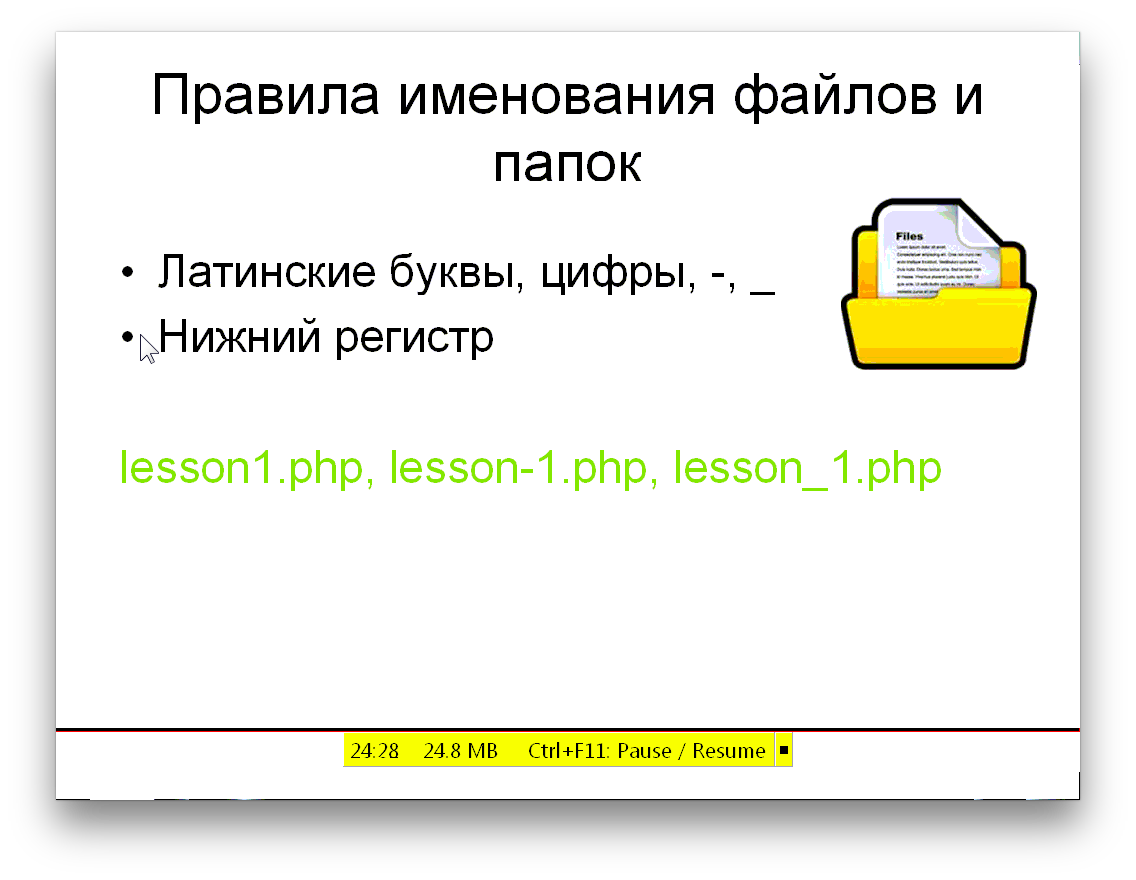 Правила именования файлов и
папок
Files
• Латинские буквы, цифры, -, _
• Нижний регистр
lesson1.php, lesson-1.php, lesson_1.php
24:28 24.8 MB Ctrl+F11: Pause / Resume